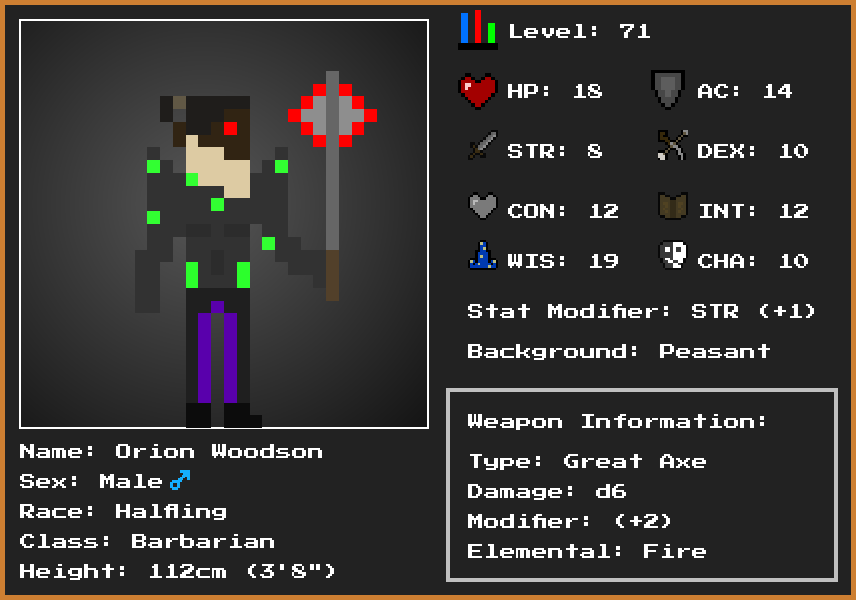 Level: 71
HP: 18 AC: 14
STR: 8 DEX: 10
CON: 12 INT: 12
WIS: 19 CHA: 10
Stat Modifier: STR (+1)
Background: Peasant
Weapon Information:
Type: Great Axe
Damage: d6
Modifier: (+2)
Elemental: Fire
Name: Orion Woodson
Sex: Male ♂
Race: Halfling
Class: Barbarian
Height: 112cm (3'8")